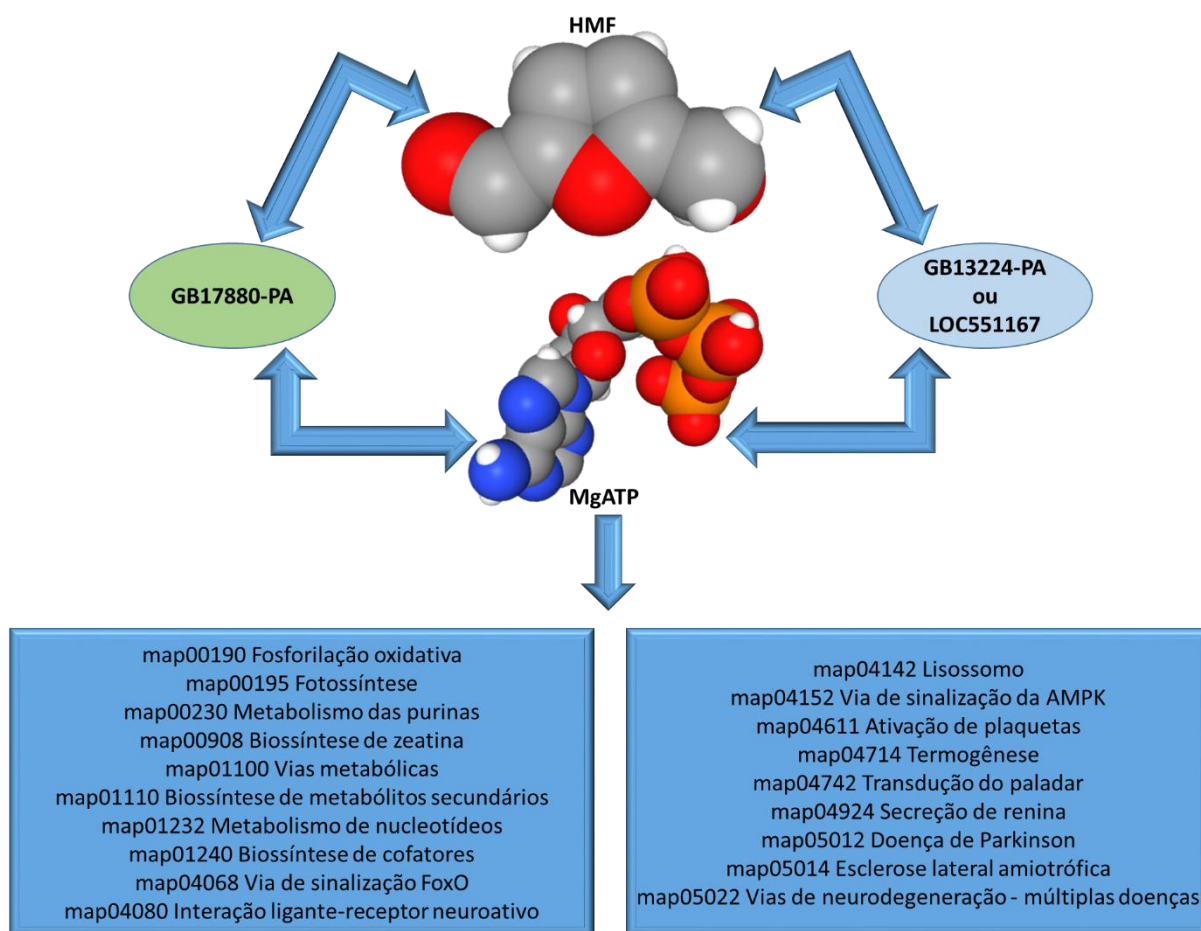 HMF
GB17880-PA
GB13224-PA
ou
LOC551167
MgATP
map00190 Fosforilação oxidativa
map00195 Fotossíntese
map00230 Metabolismo das purinas
map00908 Biossíntese de zeatina
map01100 Vias metabólicas
map01110 Biossíntese de metabólitos secundários
map01232 Metabolismo de nucleotídeos
map01240 Biossíntese de cofatores
map04068 Via de sinalização FoxO
map04080 Interação ligante-receptor neuroativo
map04142 Lisossomo
map04152 Via de sinalização da AMPK
map04611 Ativação de plaquetas
map04714 Termogênese
map04742 Transdução do paladar
map04924 Secreção de renina
map05012 Doença de Parkinson
map05014 Esclerose lateral amiotrófica
map05022 Vias de neurodegeneração - múltiplas doenças